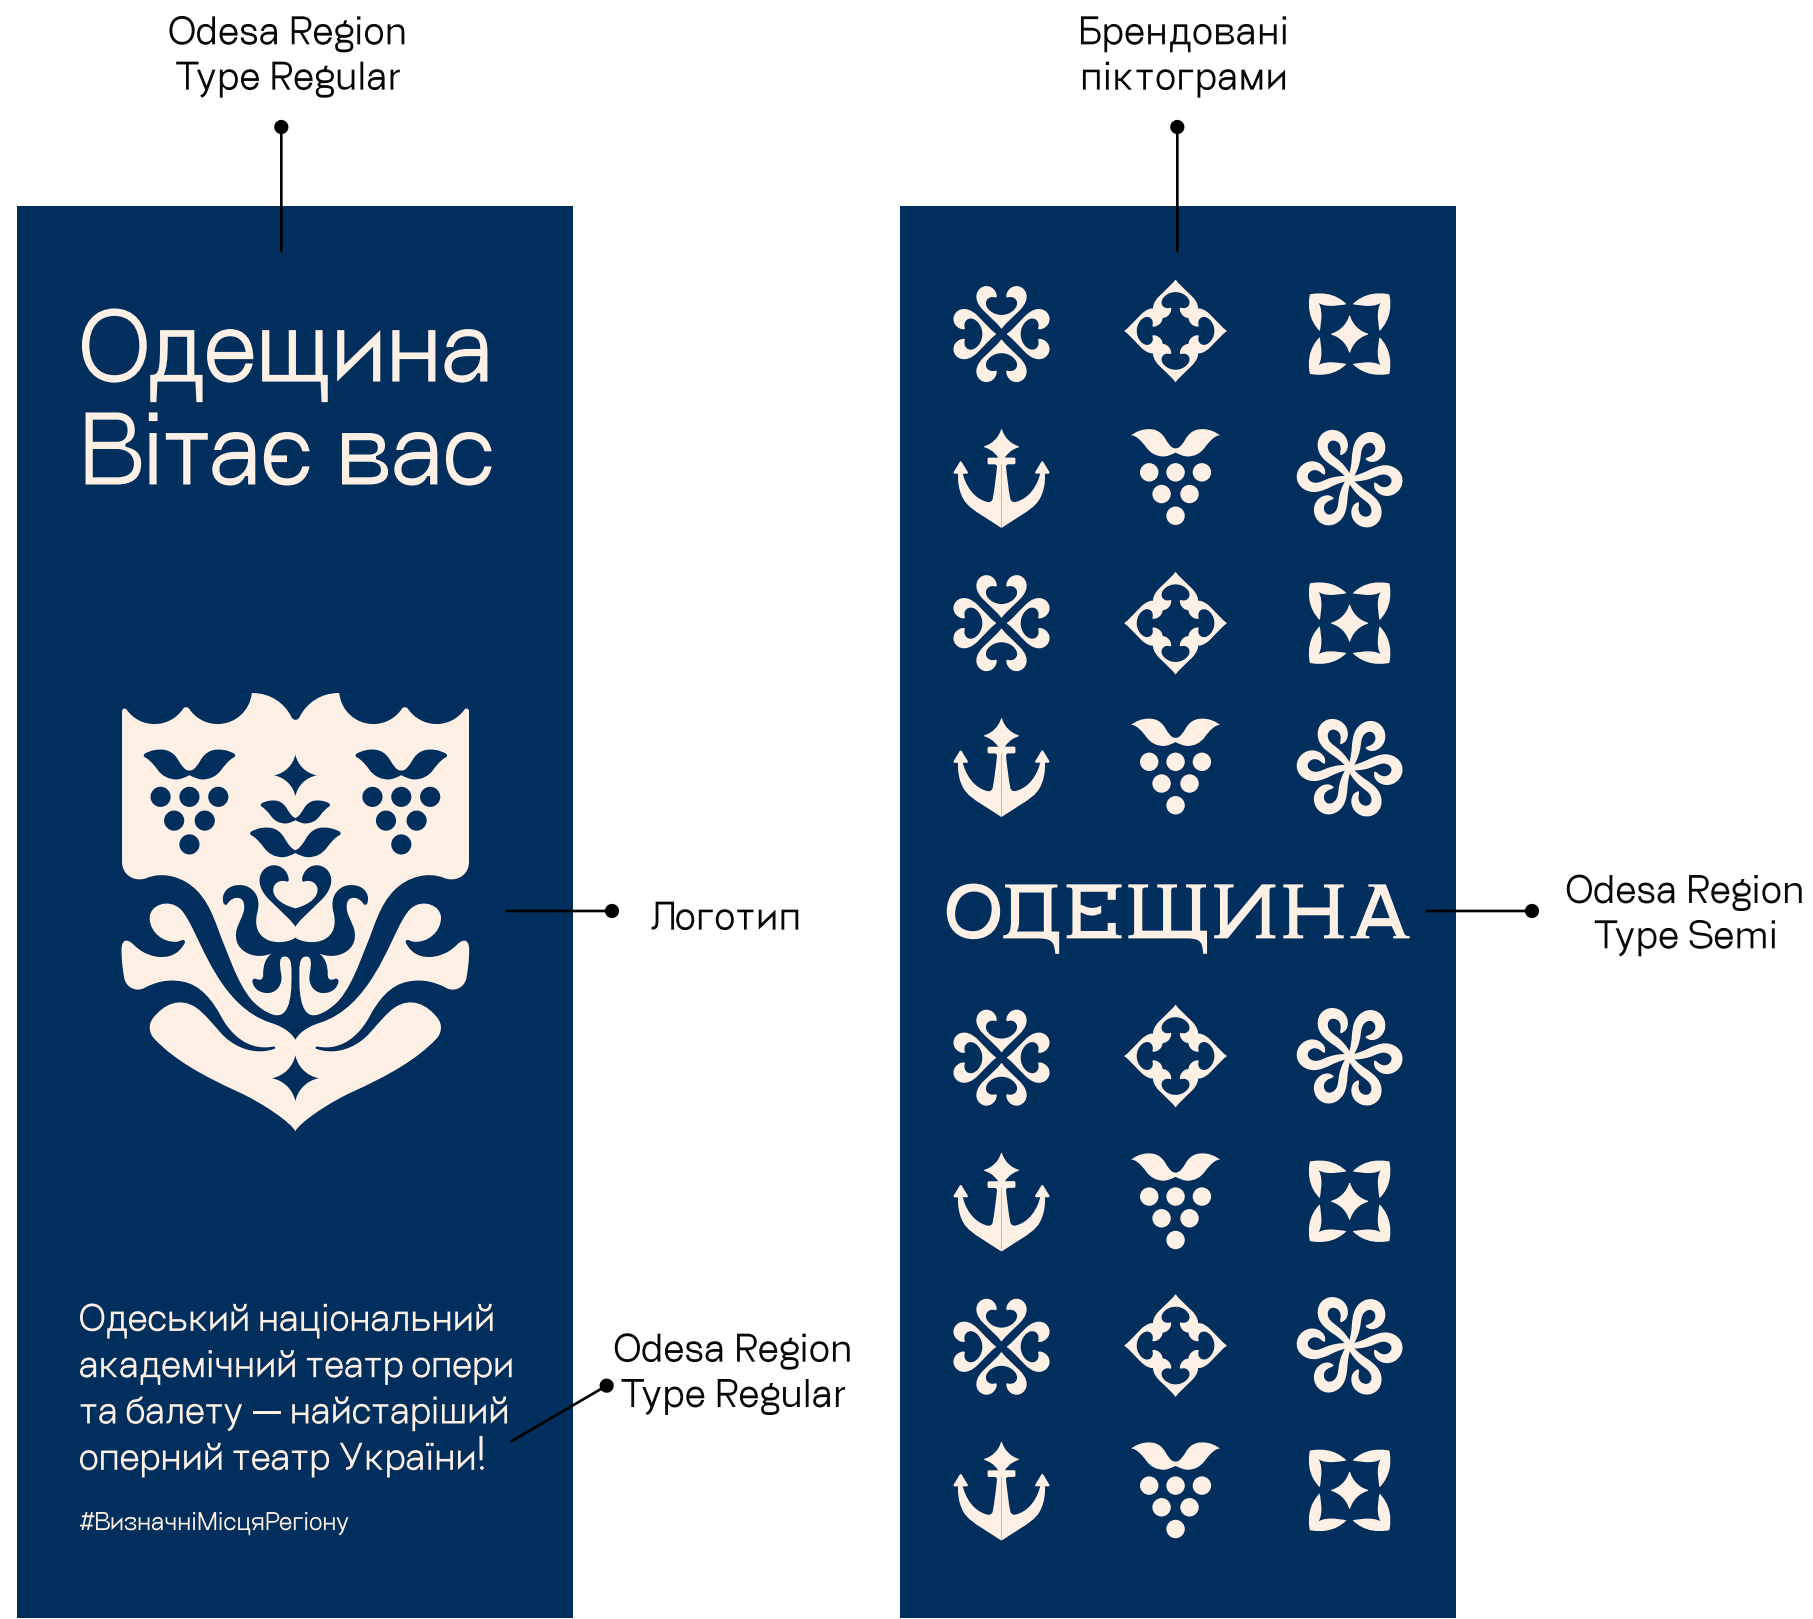 Odesa Region
Type Regular
Брендовані
піктограми
Одещина
Вітає вас
Логотип
ОДЕЩИНА
Odesa Region
Type Semi
Одеський національний
академічний театр опери
та балету — найстаріший
оперний театр України!
#ВизначніМісцяРегіону
Odesa Region
Type Regular